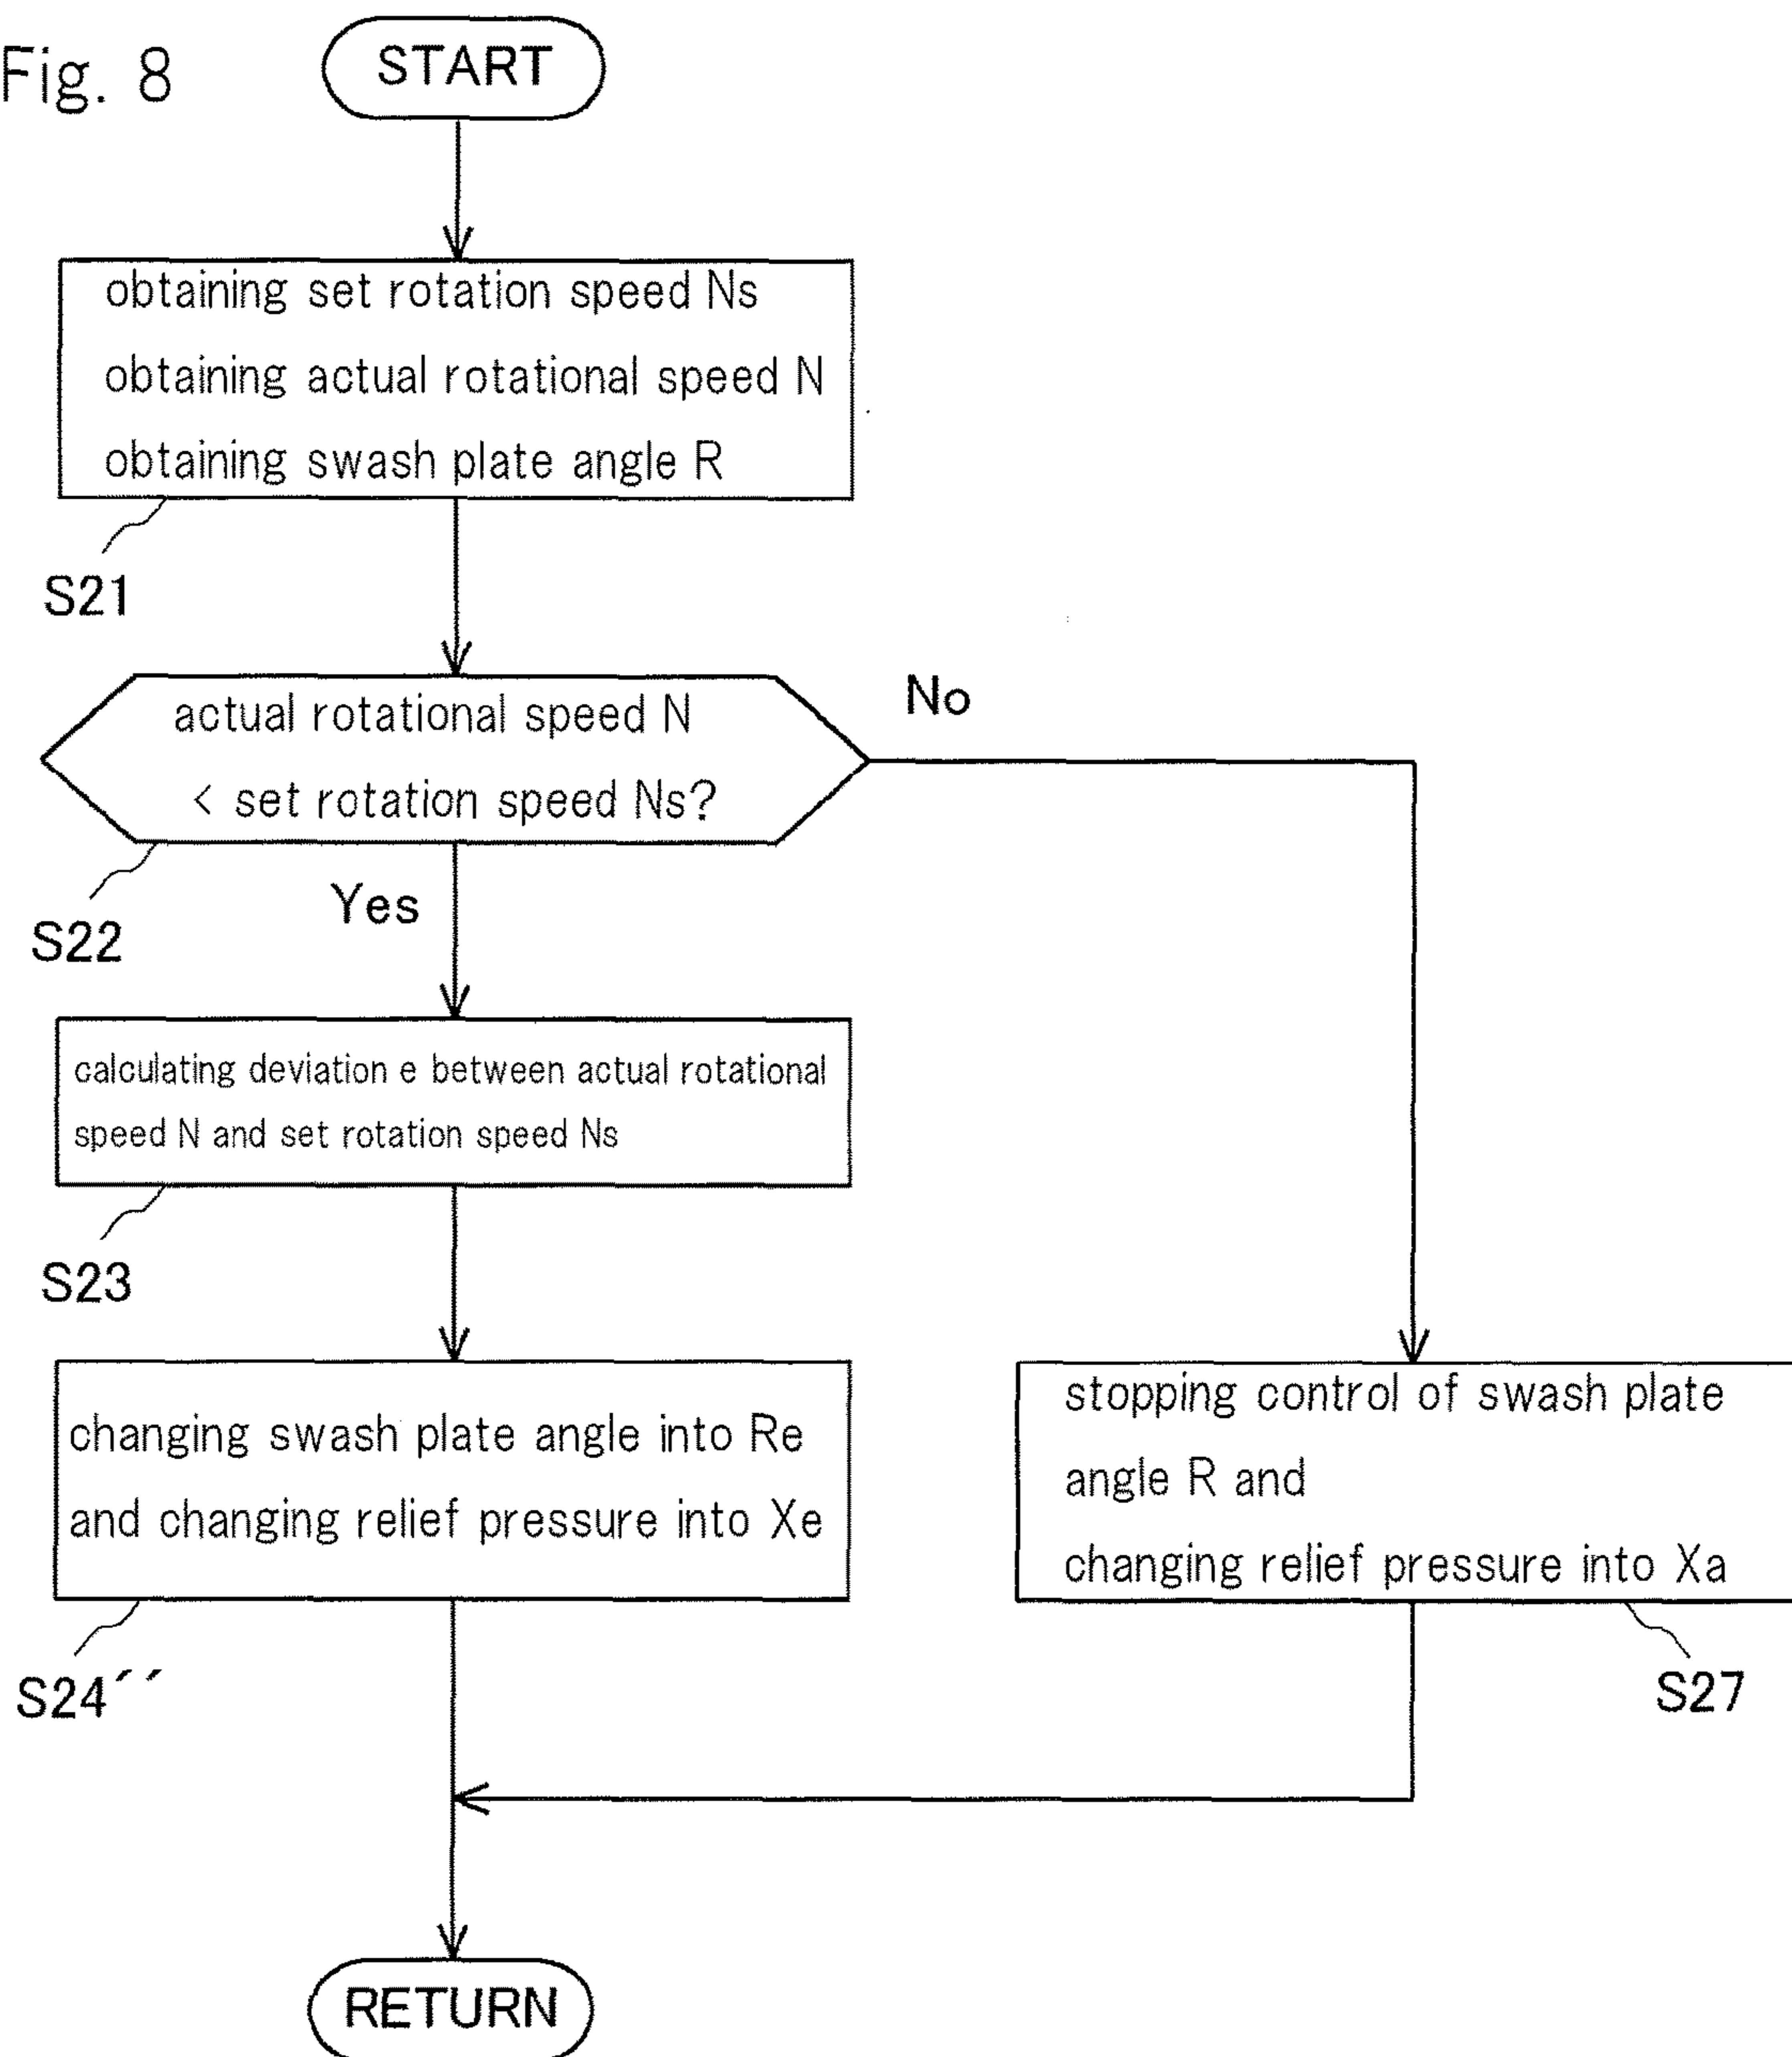 Fig. 8
START
obtaining set rotation speed Ns
obtaining actual rotational speed N
obtaining swash plate angle R
S21
actual rotational speed N
< set rotation speed Ns?
No
S22
Yes
calculating deviation e between actual rotational
speed N and set rotation speed Ns
S23
changing swash plate angle into Re
and changing relief pressure into Xe
S24´´
stopping control of swash plate
angle R and
changing relief pressure into Xa
S27
RETURN